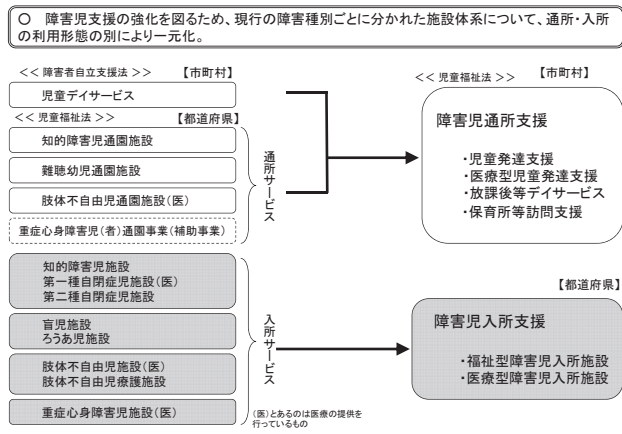 ○ 障害児支援の強化を図るため、現行の障害種別ごとに分かれた施設体系について、通所・入所
の利用形態の別により一元化。
<< 障害者自立支援法 >> 【市町村】
児童デイサービス
<< 児童福祉法 >> 【都道府県】
知的障害児通園施設
難聴幼児通園施設
肢体不自由児通園施設(医)
重症心身障害児(者)通園事業(補助事業)
通所サービス
知的障害児施設
第一種自閉症児施設(医)
第二種自閉症児施設
盲児施設
ろうあ児施設
肢体不自由児施設(医)
肢体不自由児療護施設
重症心身障害児施設(医)
入所サービス
(医)とあるのは医療の提供を
行っているもの
<< 児童福祉法 >> 【市町村】
障害児通所支援
・児童発達支援
・医療型児童発達支援
・放課後等デイサービス
・保育所等訪問支援
【都道府県】
障害児入所支援
・福祉型障害児入所施設
・医療型障害児入所施設